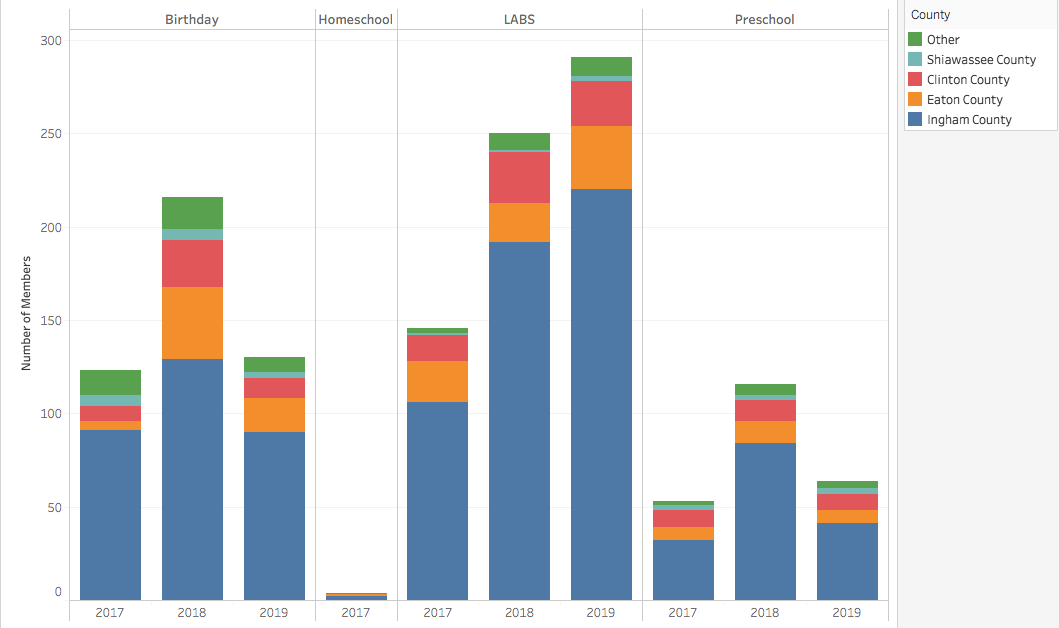 Birthday Homeschool LABS Preschool
County
Other
Shiawassee County
Clinton County
Eaton County
Ingham County
Number of Members
300
250
200
150
100
50
0
2017 2018 2019 2017 2017 2018 2019 2017 2018 2019